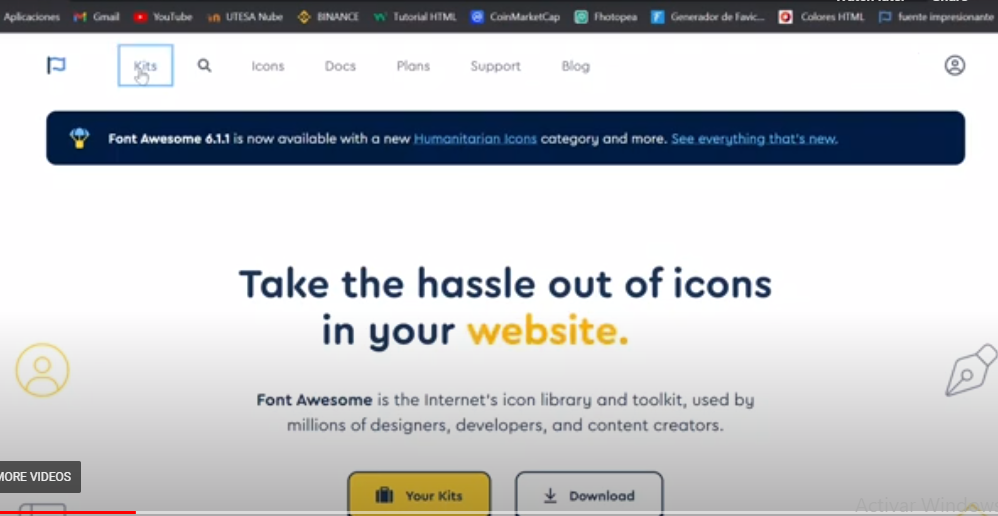 Aplicaciones Gmail YouTube UTESA Nube BINANCE Tutorial HTML CoinMarketCap Fhotopea Generador de Favic... Colores HTML fuente impresionante
Kits Icons Docs Plans Support Blog
Font Awesome 6.1.1 is now available with a new Humanitarian Icons category and more. See everything that's new.
Take the hassle out of icons
in your website.
Font Awesome is the Internet's icon library and toolkit, used by
millions of designers, developers, and content creators.
MORE VIDEOS
Your Kits Download
Activar Windows